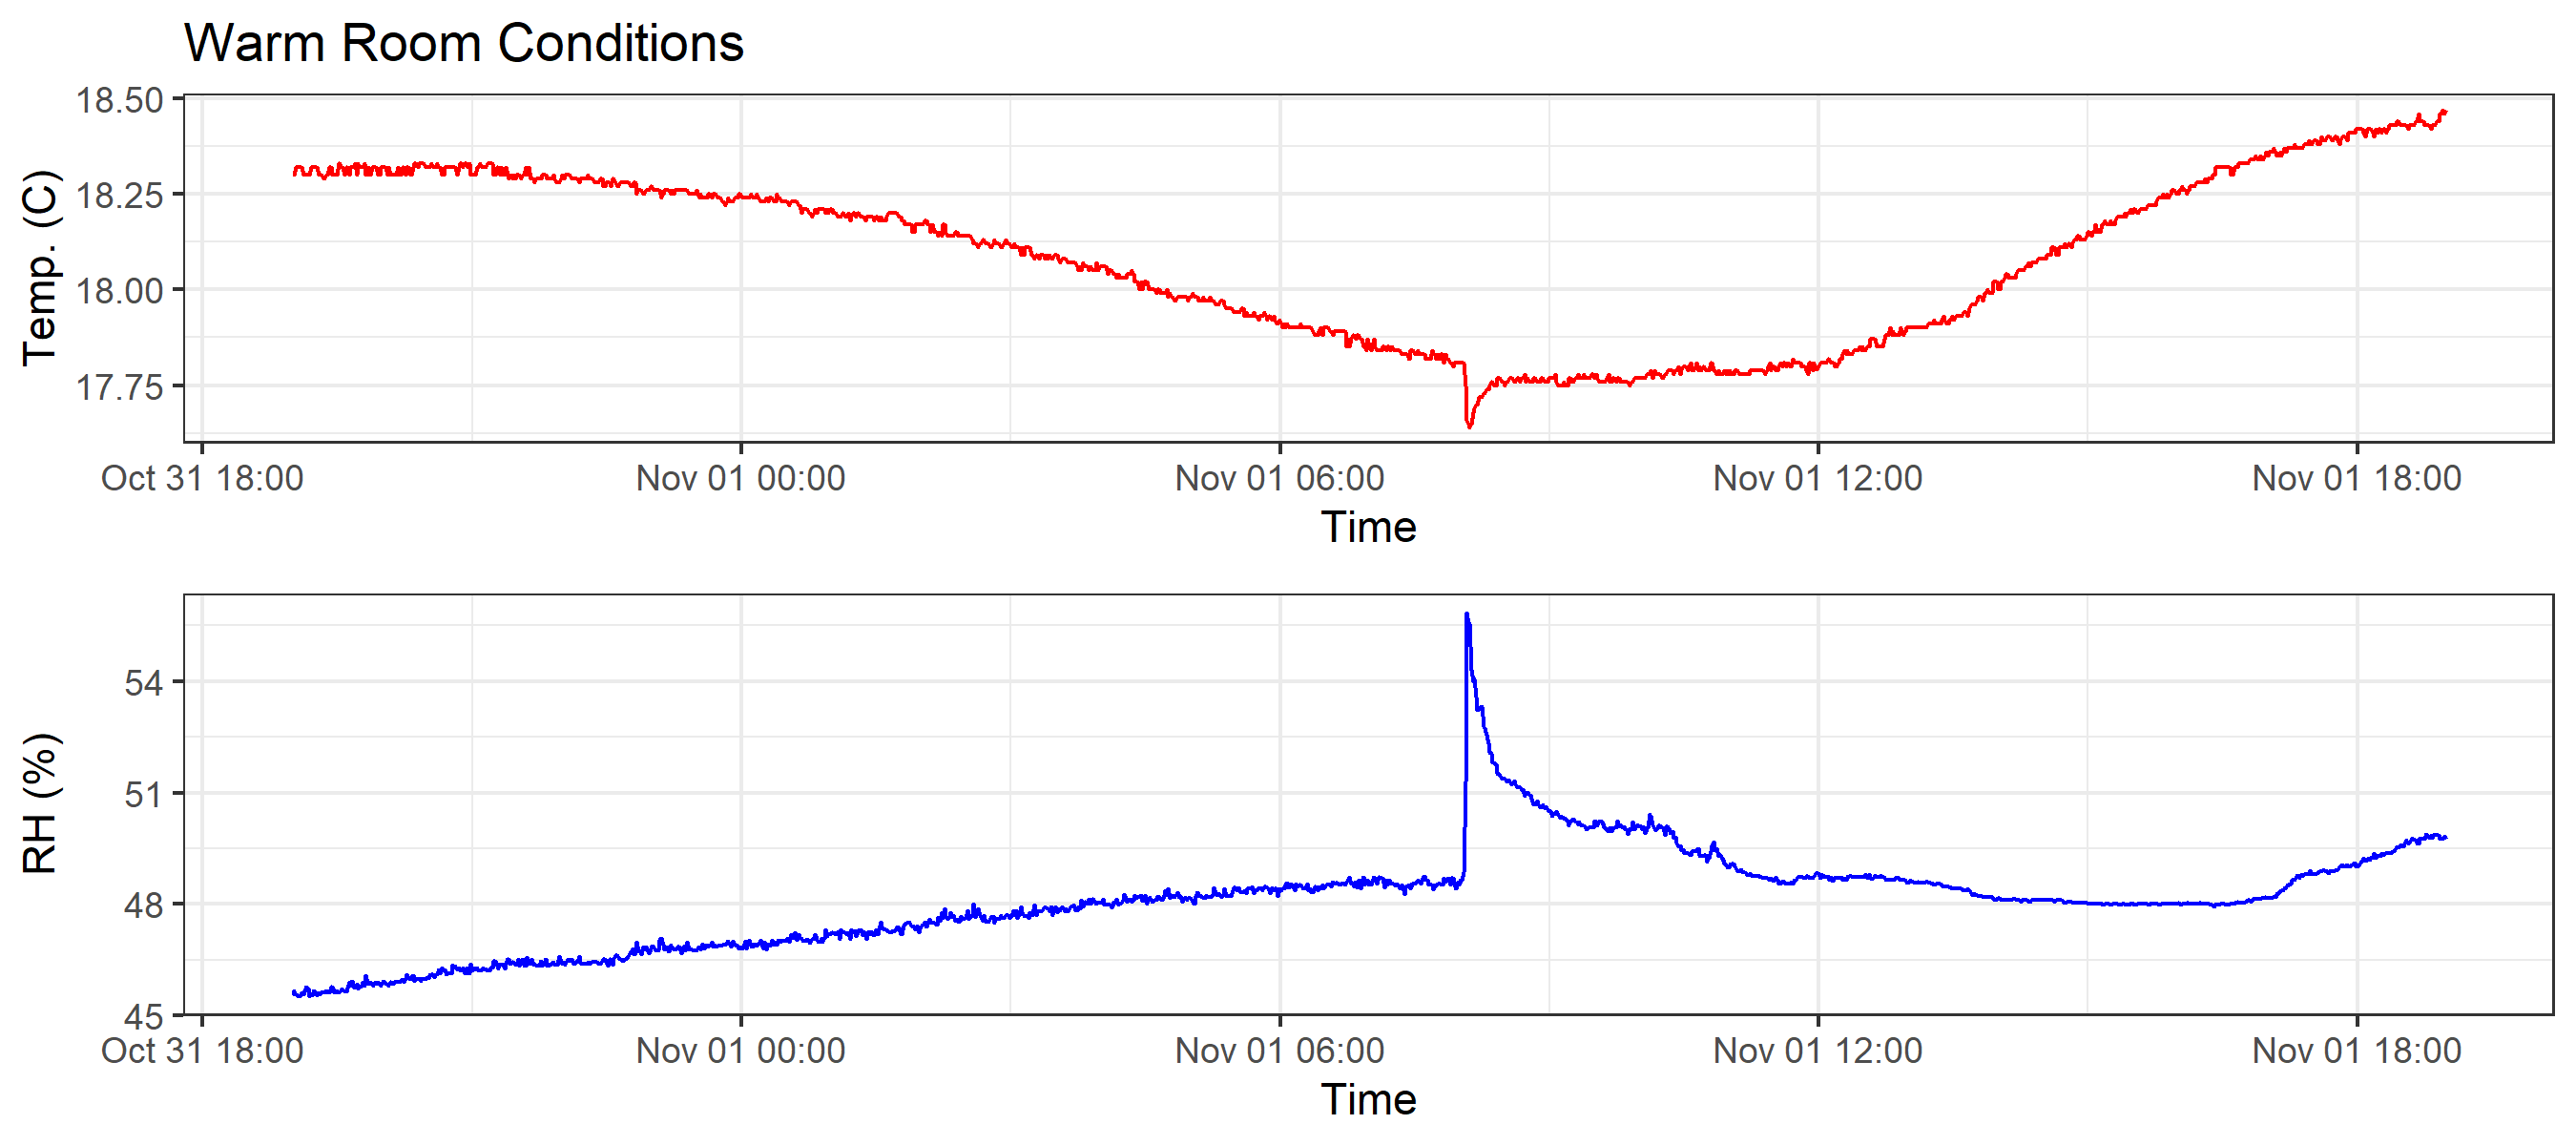 Warm Room Conditions
Temp. (C)
18.50
18.25
18.00
17.75
Oct 31 18:00 Nov 01 00:00 Nov 01 06:00 Nov 01 12:00 Nov 01 18:00
Time
RH (%)
54
51
48
45
Oct 31 18:00 Nov 01 00:00 Nov 01 06:00 Nov 01 12:00 Nov 01 18:00
Time